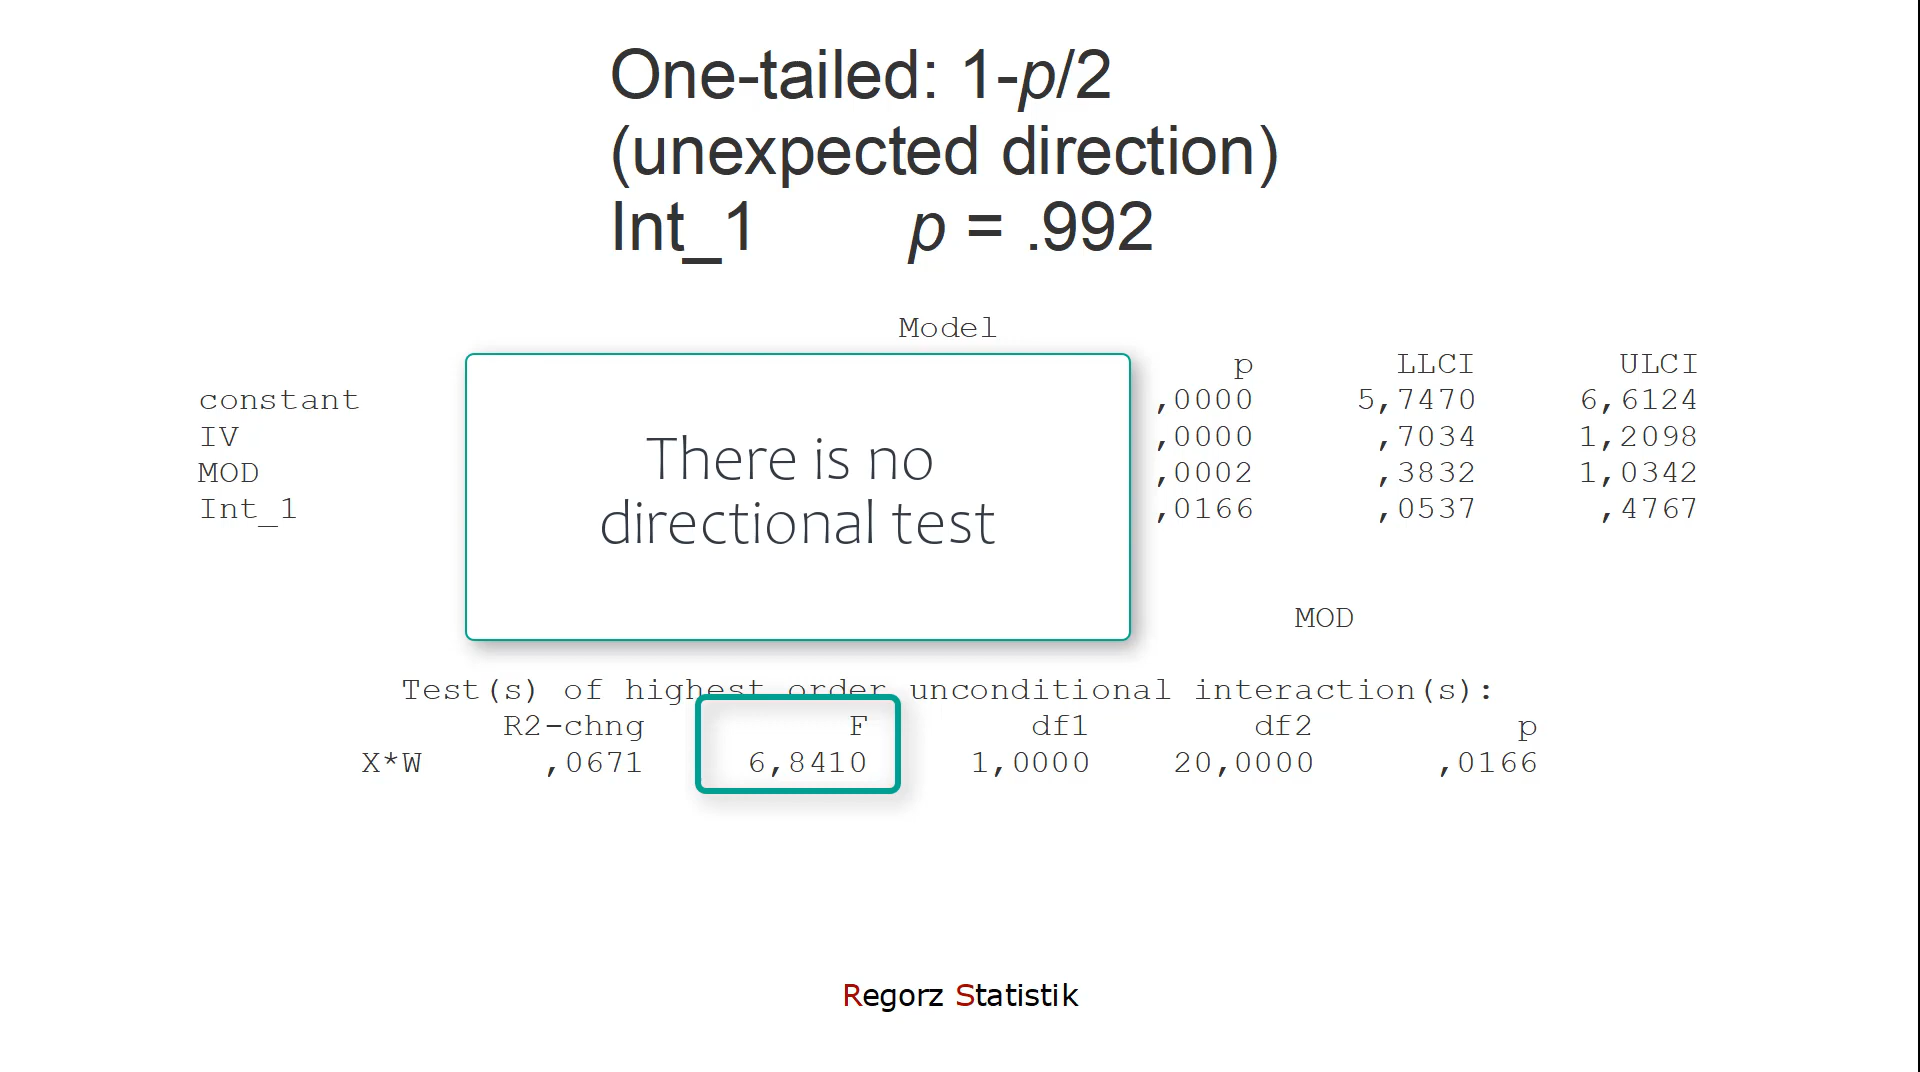 One-tailed: 1-p/2
(unexpected direction)
Int_1 p = .992
Model
p LLCI ULCI
constant ,0000 5,7470 6,6124
IV ,0000 ,7034 1,2098
MOD ,0002 ,3832 1,0342
Int_1 ,0166 ,0537 ,4767
There is no
directional test
MOD
Test(s) of highest order unconditional interaction(s):
R2-chng F df1 df2 p
X*W ,0671 6,8410 1,0000 20,0000 ,0166
Regorz Statistik